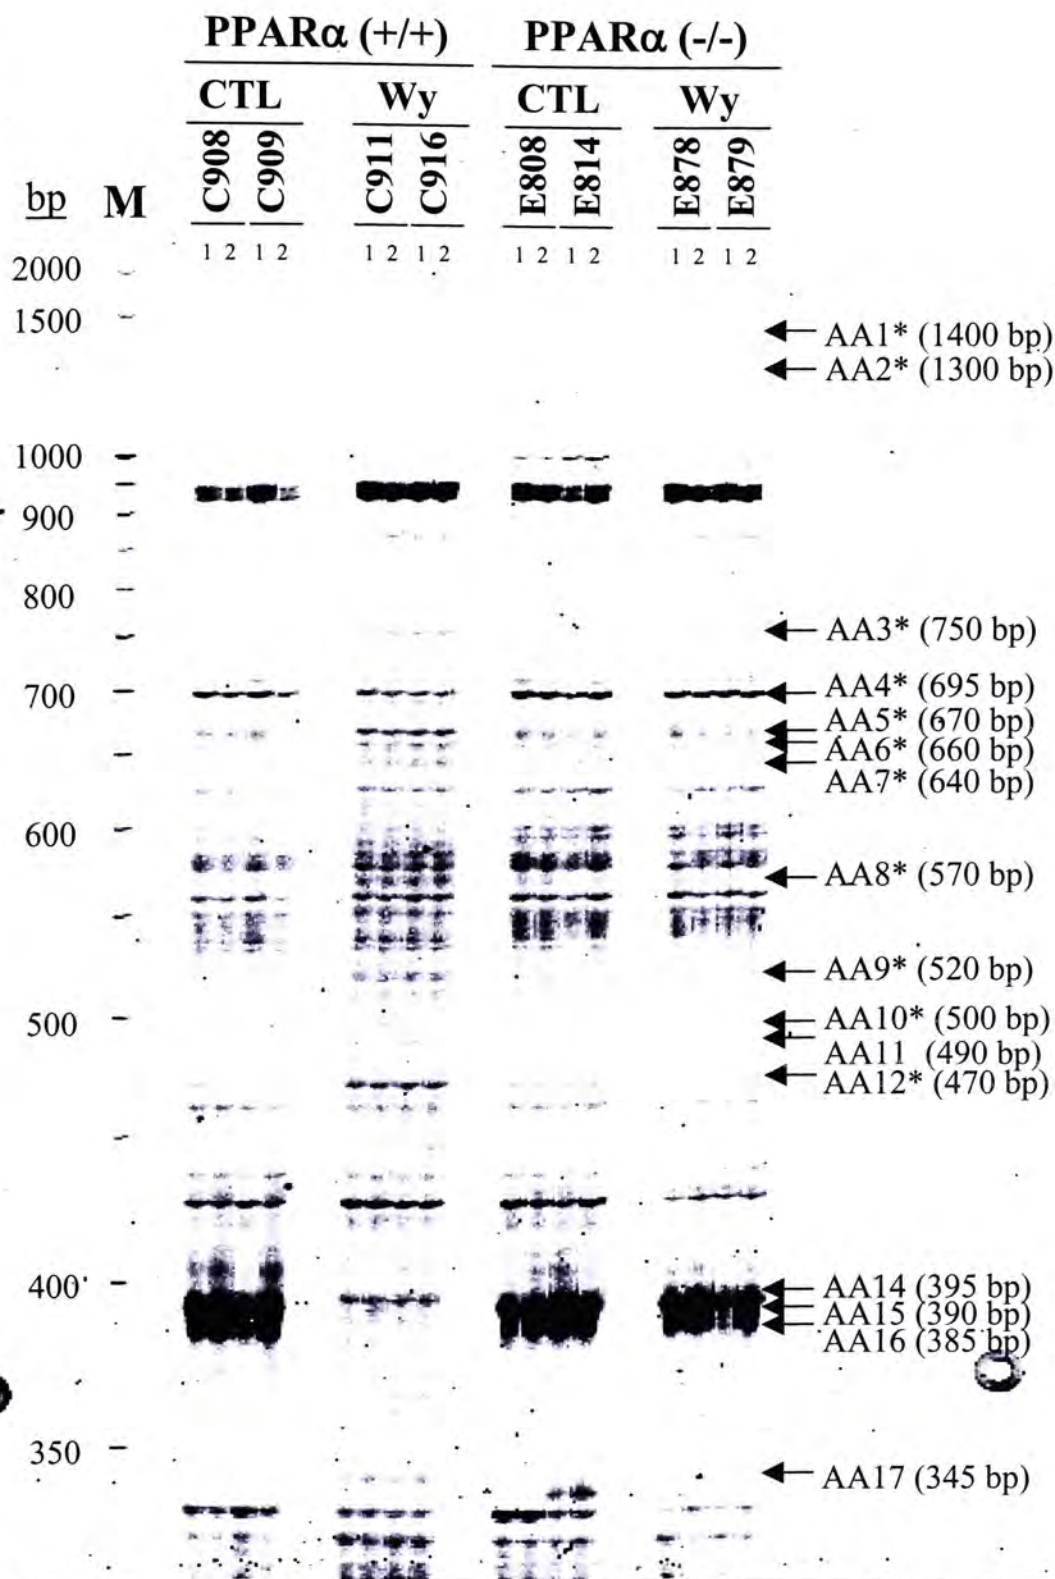 PPARα (+/+) PPARα (-/-)
CTL Wy CTL Wy
bp M C908 C909 C911 C916 E808 E814 E878 E879
1 2 1 2 1 2 1 2 1 2 1 2 1 2 1 2
2000
1500
AA1* (1400 bp)
AA2* (1300 bp)
1000
900
800
AA3* (750 bp)
700
AA4* (695 bp)
AA5* (670 bp)
AA6* (660 bp)
AA7* (640 bp)
600
AA8* (570 bp)
AA9* (520 bp)
500
AA10* (500 bp)
AA11 (490 bp)
AA12* (470 bp)
400
AA14 (395 bp)
AA15 (390 bp)
AA16 (385 bp)
350
AA17 (345 bp)